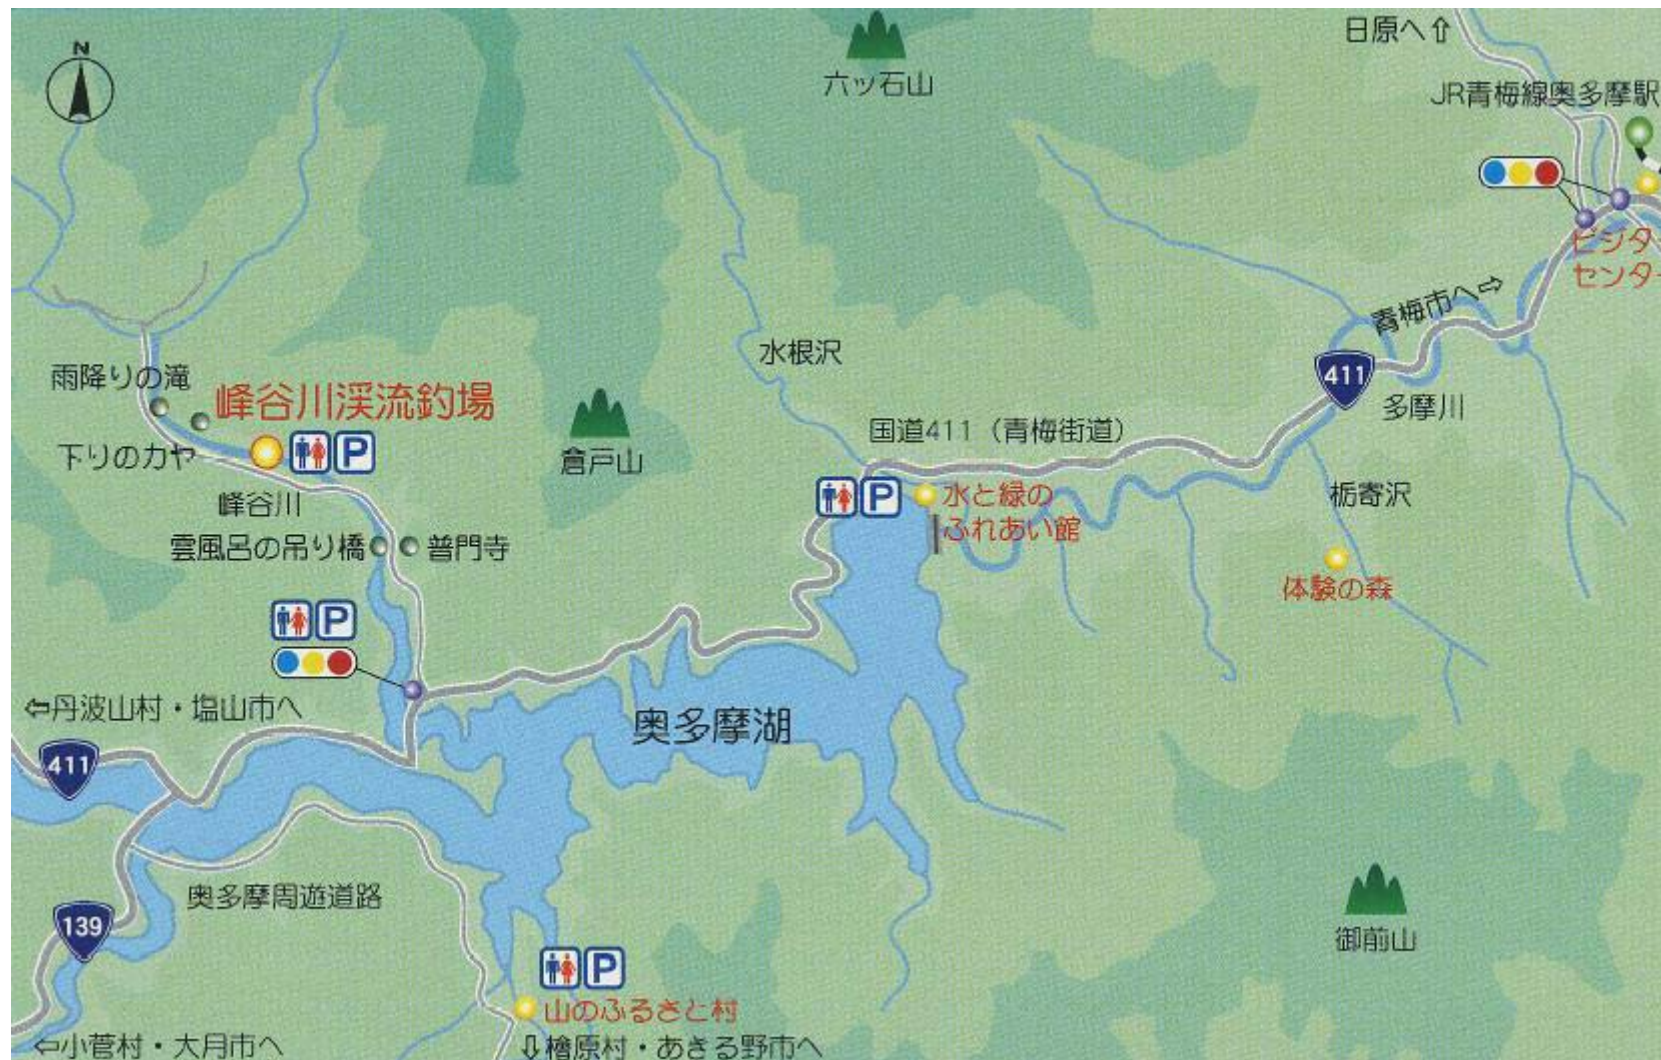 N
六ッ石山
日原へ⇧
JR青梅線奥多摩駅
ビジター
センター
青梅市へ⇨
411
多摩川
水根沢
国道411（青梅街道）
雨降りの滝
峰谷川渓流釣場
P
下りのカヤ
倉戸山
峰谷川
P
水と緑の
ふれあい館
栃寄沢
雲風呂の吊り橋
普門寺
体験の森
P
⇦丹波山村・塩山市へ
奥多摩湖
411
奥多摩周遊道路
139
御前山
P
山のふるさと村
⇦小菅村・大月市へ
⇩檜原村・あきる野市へ